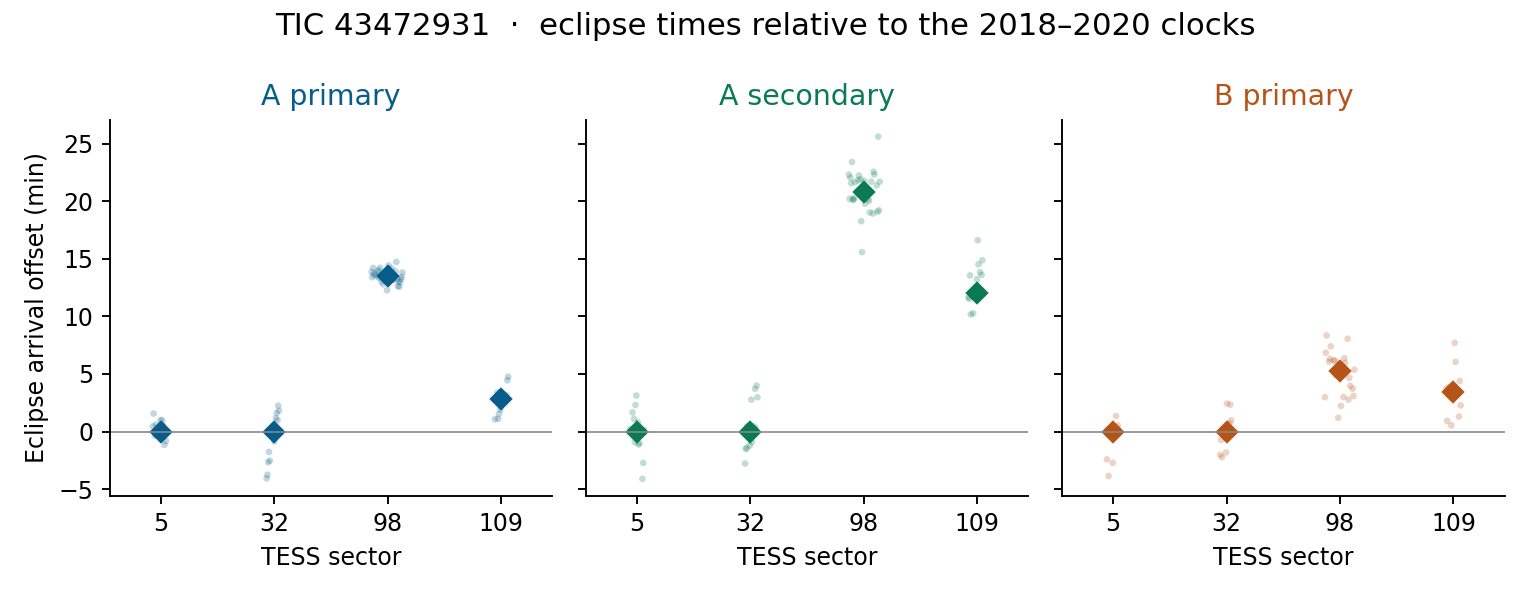 TIC 43472931 · eclipse times relative to the 2018–2020 clocks
A primary
A secondary
B primary
Eclipse arrival offset (min)
25
20
15
10
5
0
−5
5 32 98 109
5 32 98 109
5 32 98 109
TESS sector
TESS sector
TESS sector